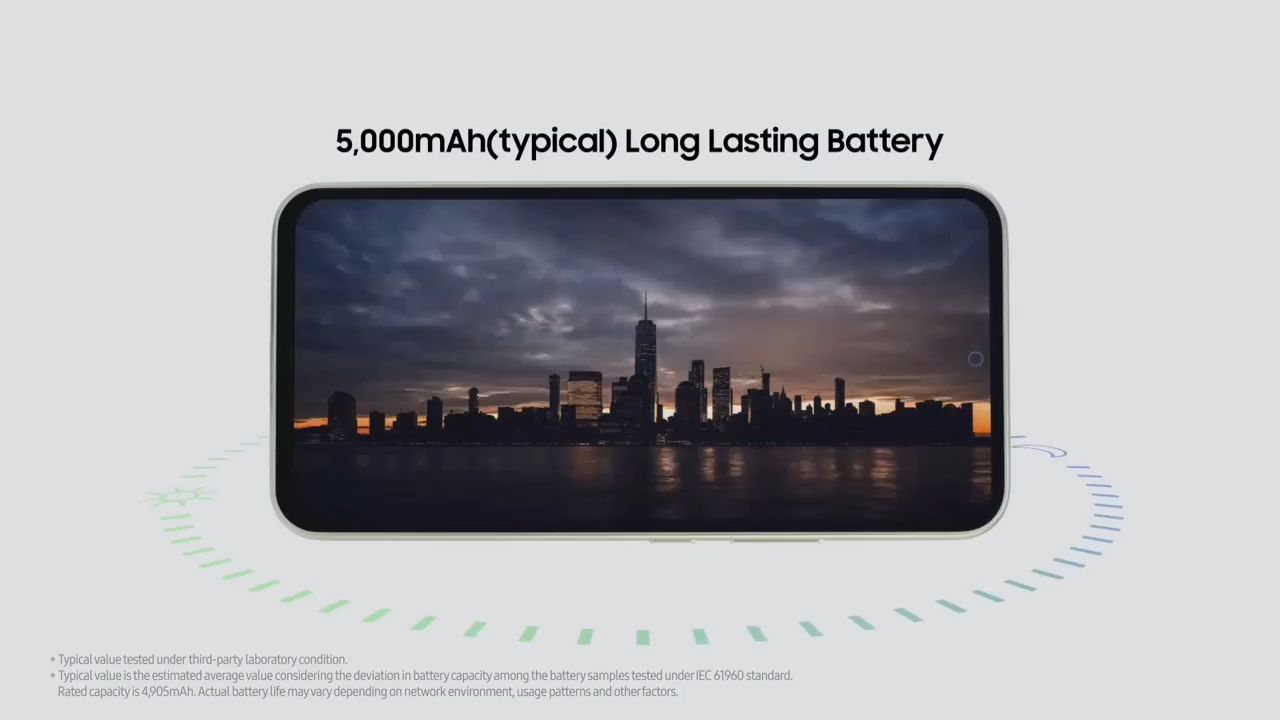 5,000mAh(typical) Long Lasting Battery
* Typical value tested under third-party laboratory condition.
* Typical value is the estimated average value considering the deviation in battery capacity among the battery samples tested under IEC 61960 standard.
Rated capacity is 4,905mAh. Actual battery life may vary depending on network environment, usage patterns and other factors.